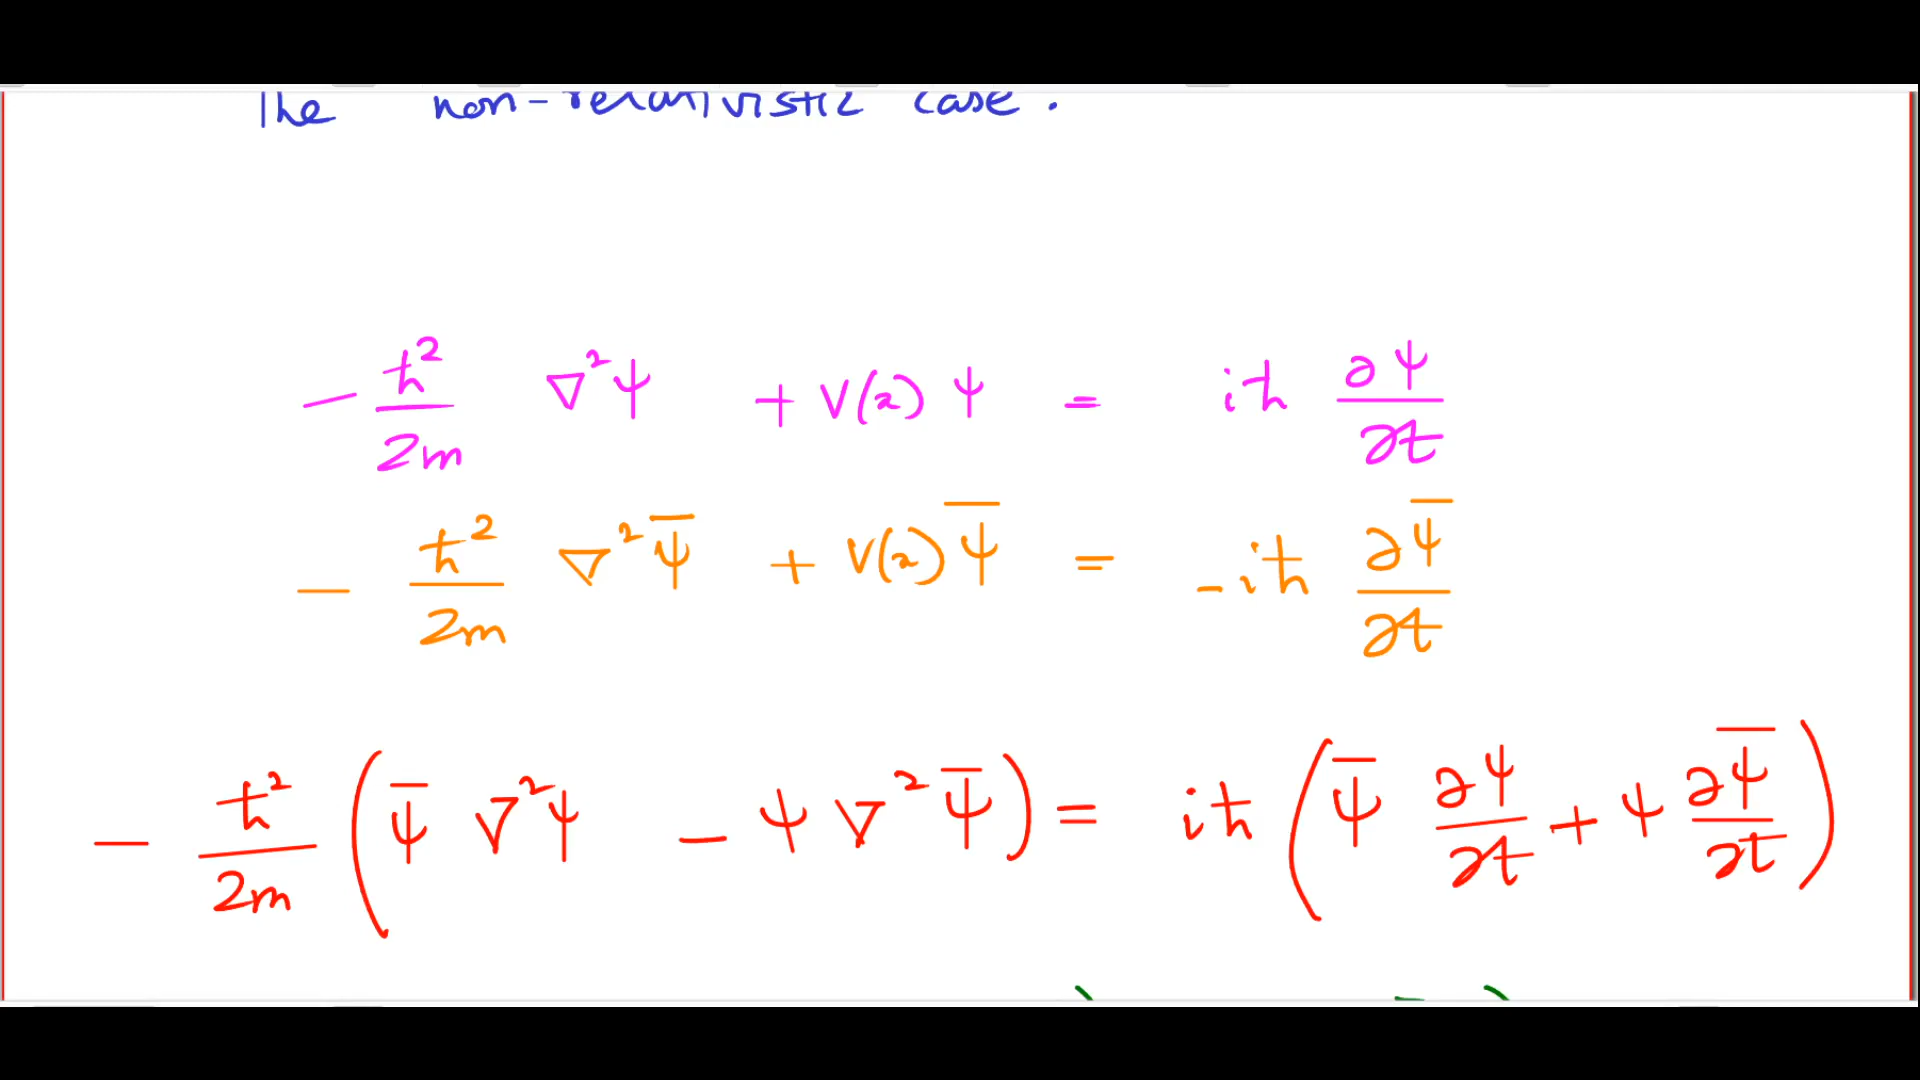 The non-relativistic case.
- ħ²/2m ∇²ψ + V(x) ψ = iħ ∂ψ/∂t
- ħ²/2m ∇²ψ̅ + V(x) ψ̅ = -iħ ∂ψ̅/∂t
- ħ²/2m (ψ̅ ∇²ψ - ψ ∇²ψ̅) = iħ (ψ̅ ∂ψ/∂t + ψ ∂ψ̅/∂t)